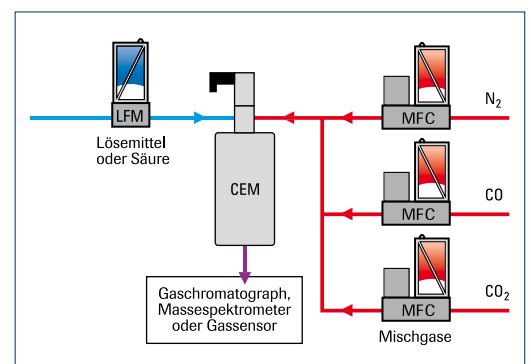 LFM
Lösemittel
oder Säure
CEM
Gaschromatograph,
Massespektrometer
oder Gassensor
N₂
MFC
CO
MFC
CO₂
MFC
Mischgase